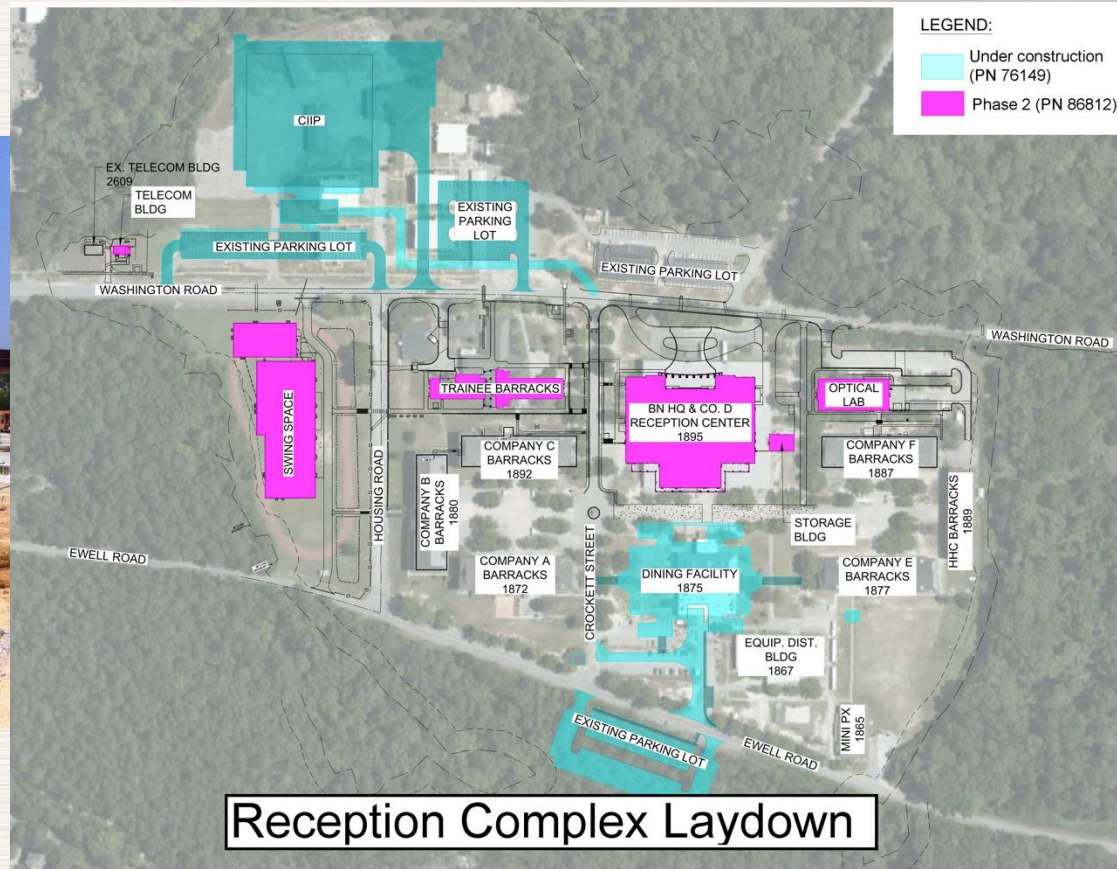 LEGEND:
Under construction
(PN 76149)
Phase 2 (PN 86812)
CIIP
EX. TELECOM BLDG
2609
TELECOM
BLDG
EXISTING
PARKING
LOT
EXISTING PARKING LOT
EXISTING PARKING LOT
WASHINGTON ROAD
WASHINGTON ROAD
SWING SPACE
HOUSING ROAD
TRAINEE BARRACKS
BN HQ & CO. D
RECEPTION CENTER
1895
OPTICAL
LAB
COMPANY C
BARRACKS
1892
COMPANY F
BARRACKS
1887
COMPANY B
BARRACKS
1880
HHC BARRACKS
1889
STORAGE
BLDG
EWELL ROAD
COMPANY A
BARRACKS
1872
CROCKETT STREET
DINING FACILITY
1875
COMPANY E
BARRACKS
1877
EQUIP. DIST.
BLDG
1867
MINI PX
1865
EXISTING PARKING LOT
EWELL ROAD
Reception Complex Laydown